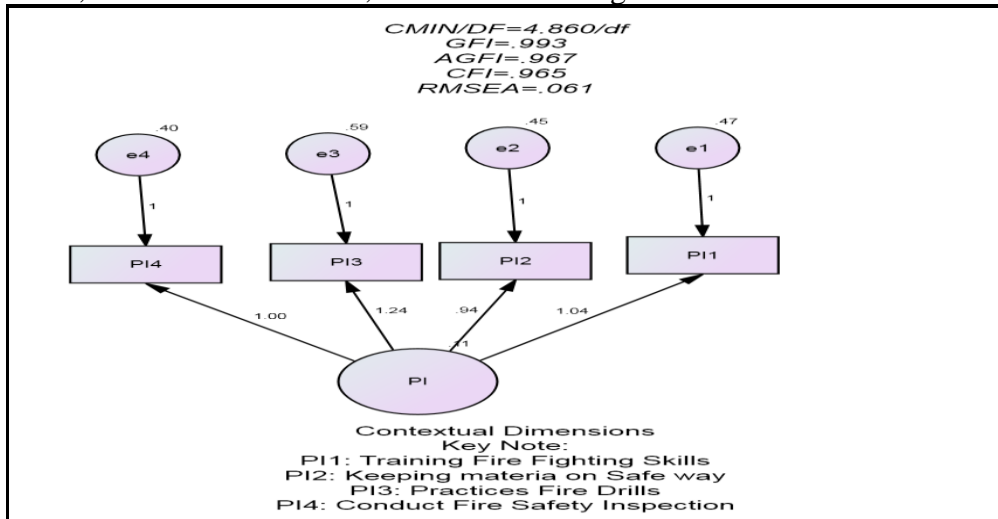 CMIN/DF=4.860/df
GFI=.993
AGFI=.967
CFI=.965
RMSEA=.061
.40 .59 .45 .47
e4 e3 e2 e1
1 1 1 1
PI4 PI3 PI2 PI1
1.00 1.24 .94 1.04
.11
PI
Contextual Dimensions
Key Note:
PI1: Training Fire Fighting Skills
PI2: Keeping materia on Safe way
PI3: Practices Fire Drills
PI4: Conduct Fire Safety Inspection